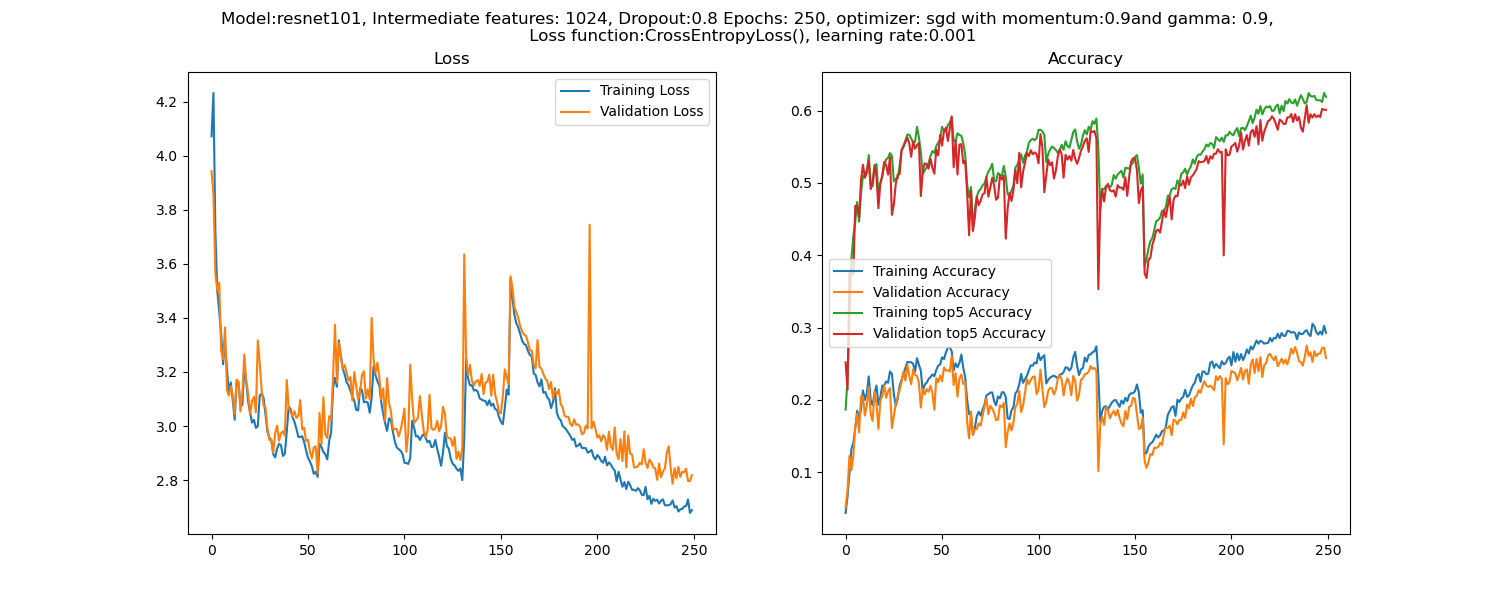 Model:resnet101, Intermediate features: 1024, Dropout:0.8 Epochs: 250, optimizer: sgd with momentum:0.9and gamma: 0.9,
Loss function:CrossEntropyLoss(), learning rate:0.001
Loss
4.2
4.0
3.8
3.6
3.4
3.2
3.0
2.8
0
50
100
150
200
250
Training Loss
Validation Loss
Accuracy
0.6
0.5
0.4
0.3
0.2
0.1
0
50
100
150
200
250
Training Accuracy
Validation Accuracy
Training top5 Accuracy
Validation top5 Accuracy